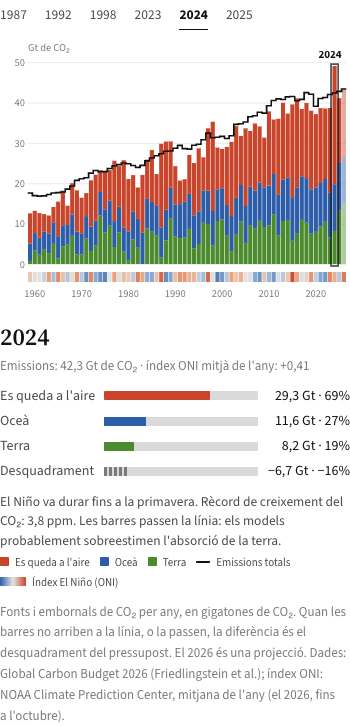 1987 1992 1998 2023 2024 2025
Gt de CO₂
2024
50
40
30
20
10
0
1960 1970 1980 1990 2000 2010 2020
2024
Emissions: 42,3 Gt de CO₂ · índex ONI mitjà de l'any: +0,41
Es queda a l'aire 29,3 Gt · 69%
Oceà 11,6 Gt · 27%
Terra 8,2 Gt · 19%
Desquadrament −6,7 Gt · −16%
El Niño va durar fins a la primavera. Rècord de creixement del
CO₂: 3,8 ppm. Les barres passen la línia: els models
probablement sobreestimen l'absorció de la terra.
Es queda a l'aire Oceà Terra Emissions totals
Índex El Niño (ONI)
Fonts i embornals de CO₂ per any, en gigatones de CO₂. Quan les
barres no arriben a la línia, o la passen, la diferència és el
desquadrament del pressupost. El 2026 és una projecció. Dades:
Global Carbon Budget 2026 (Friedlingstein et al.); índex ONI:
NOAA Climate Prediction Center, mitjana de l'any (el 2026, fins
a l'octubre).